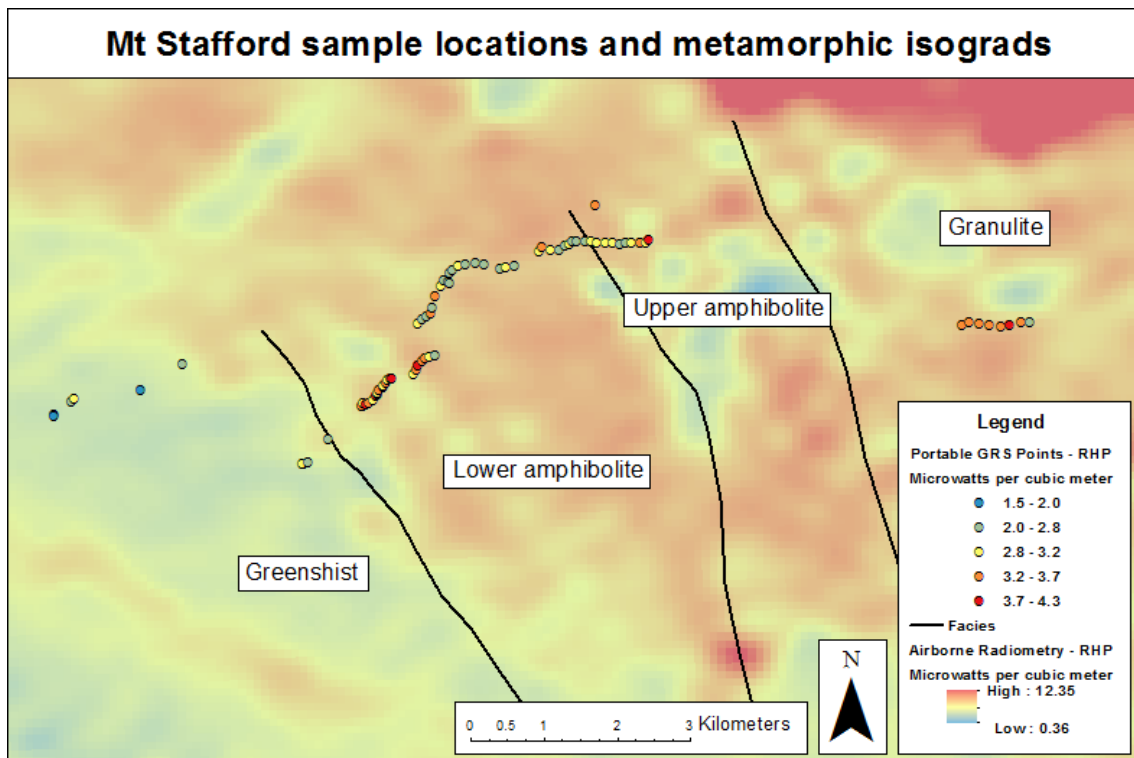 Mt Stafford sample locations and metamorphic isograds
Granulite
Upper amphibolite
Lower amphibolite
Greenshist
Legend
Portable GRS Points - RHP
Microwatts per cubic meter
1.5 - 2.0
2.0 - 2.8
2.8 - 3.2
3.2 - 3.7
3.7 - 4.3
Facies
Airborne Radiometry - RHP
Microwatts per cubic meter
High : 12.35
Low : 0.36
N
0 0.5 1 2 3 Kilometers